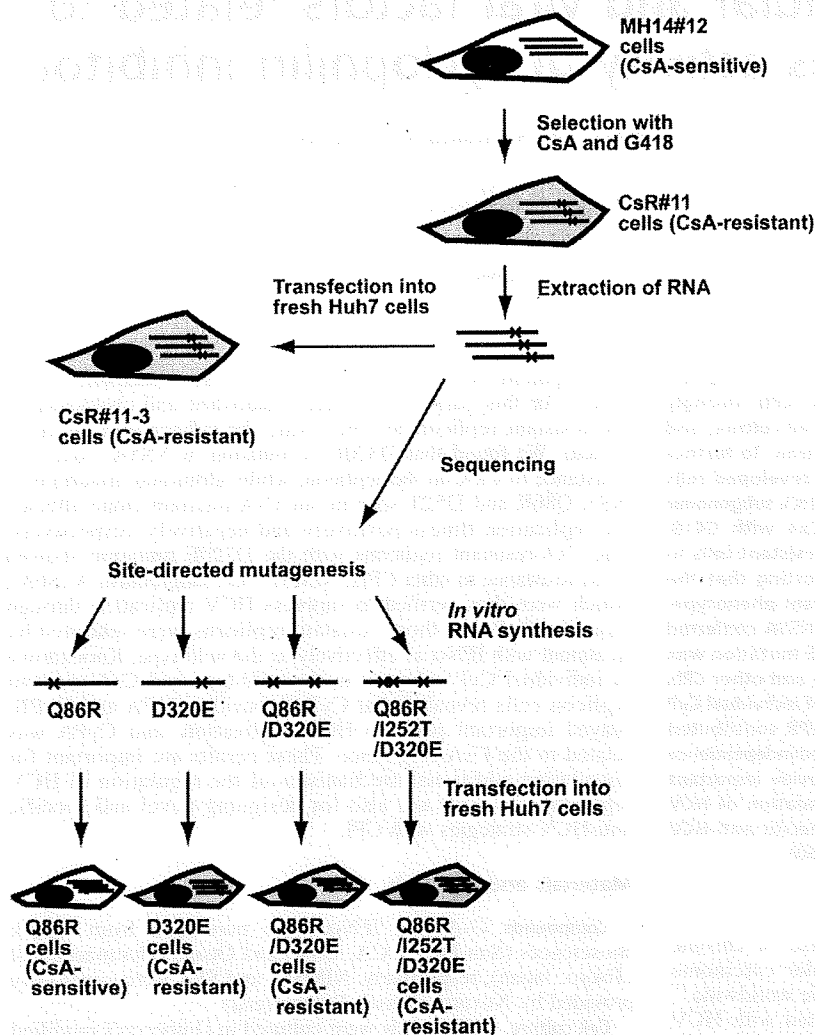 MH14#12
cells
(CsA-sensitive)
Selection with
CsA and G418
CsR#11
cells (CsA-resistant)
Transfection into
fresh Huh7 cells
Extraction of RNA
CsR#11-3
cells (CsA-resistant)
Sequencing
Site-directed mutagenesis
In vitro
RNA synthesis
Q86R
D320E
Q86R
/D320E
Q86R
/I252T
/D320E
Transfection into
fresh Huh7 cells
Q86R
cells
(CsA-
sensitive)
D320E
cells
(CsA-
resistant)
Q86R
/D320E
cells
(CsA-
resistant)
Q86R
/I252T
/D320E
cells
(CsA-
resistant)